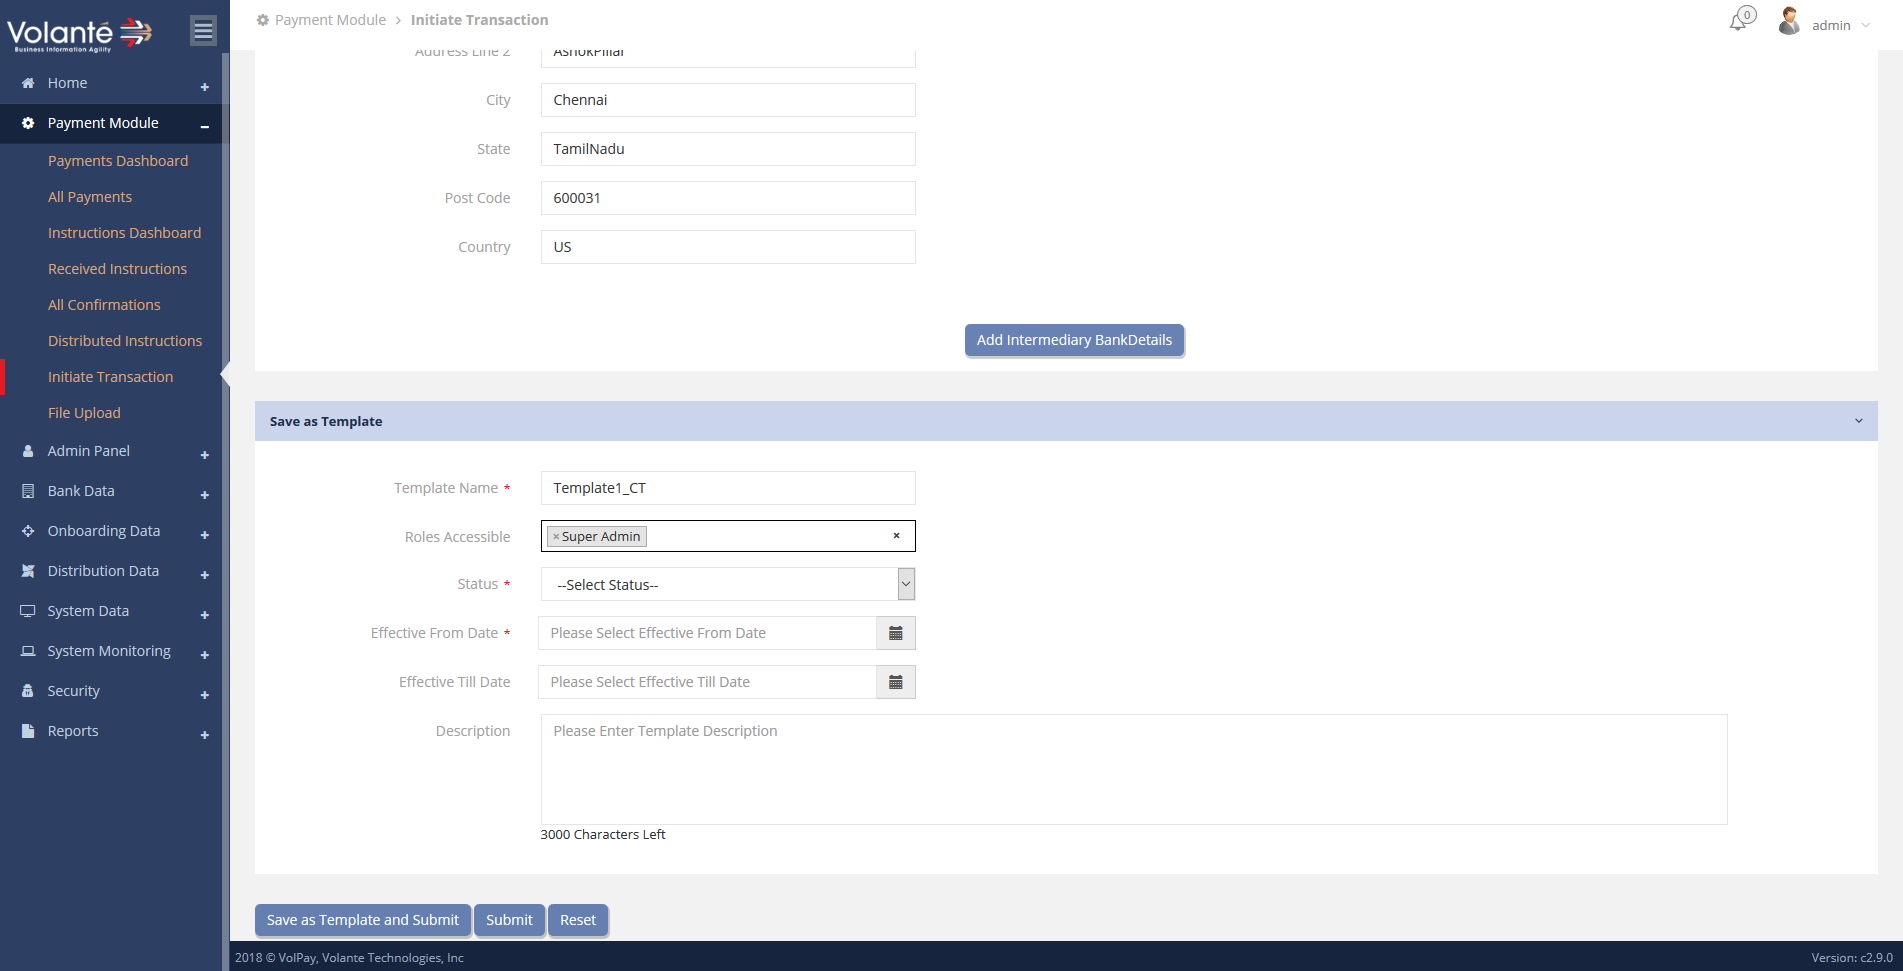 Volanté
Business Information Agility
Payment Module > Initiate Transaction
0
admin
Home
Payment Module
Payments Dashboard
All Payments
Instructions Dashboard
Received Instructions
All Confirmations
Distributed Instructions
Initiate Transaction
File Upload
Admin Panel
Bank Data
Onboarding Data
Distribution Data
System Data
System Monitoring
Security
Reports
Address Line 2 AshokPillar
City Chennai
State TamilNadu
Post Code 600031
Country US
Add Intermediary BankDetails
Save as Template
Template Name * Template1_CT
Roles Accessible × Super Admin ×
Status * --Select Status--
Effective From Date * Please Select Effective From Date
Effective Till Date Please Select Effective Till Date
Description Please Enter Template Description
3000 Characters Left
Save as Template and Submit Submit Reset
2018 © VolPay, Volante Technologies, Inc Version: c2.9.0